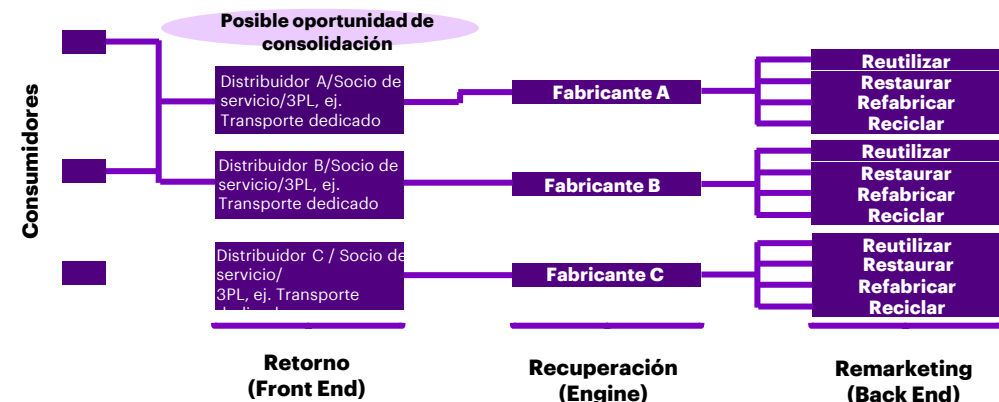 Posible oportunidad de
consolidación
Consumidores
Distribuidor A/Socio de
servicio/3PL, ej.
Transporte dedicado
Fabricante A
Reutilizar
Restaurar
Refabricar
Reciclar
Distribuidor B/Socio de
servicio/3PL, ej.
Transporte dedicado
Fabricante B
Reutilizar
Restaurar
Refabricar
Reciclar
Distribuidor C / Socio de
servicio/
3PL, ej. Transporte
Fabricante C
Reutilizar
Restaurar
Refabricar
Reciclar
Retorno
(Front End)
Recuperación
(Engine)
Remarketing
(Back End)